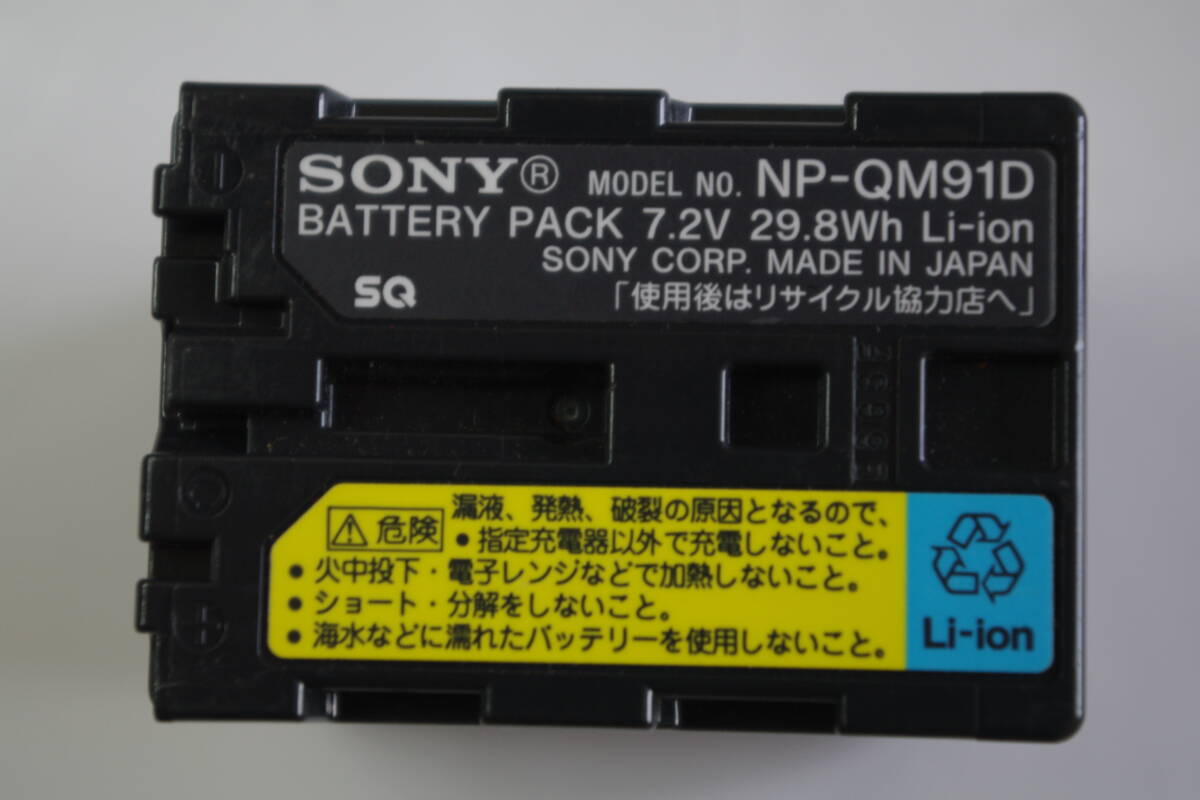 SONY® MODEL NO. NP-QM91D
BATTERY PACK 7.2V 29.8Wh Li-ion
SONY CORP. MADE IN JAPAN
SQ 「使用後はリサイクル協力店へ」
危険 漏液、発熱、破裂の原因となるので、
•指定充電器以外で充電しないこと。
•火中投下・電子レンジなどで加熱しないこと。
•ショート・分解をしないこと。
•海水などに濡れたバッテリーを使用しないこと。
Li-ion